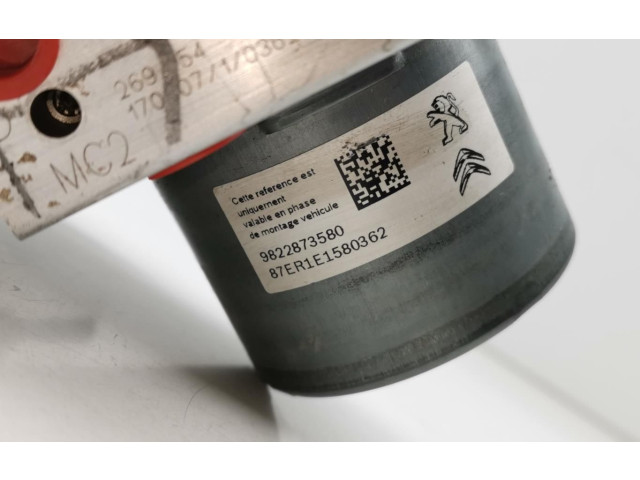 MC2
Cette reference est
uniquement
valable en phase
de montage vehicule
9822873580
87ER1E1580362